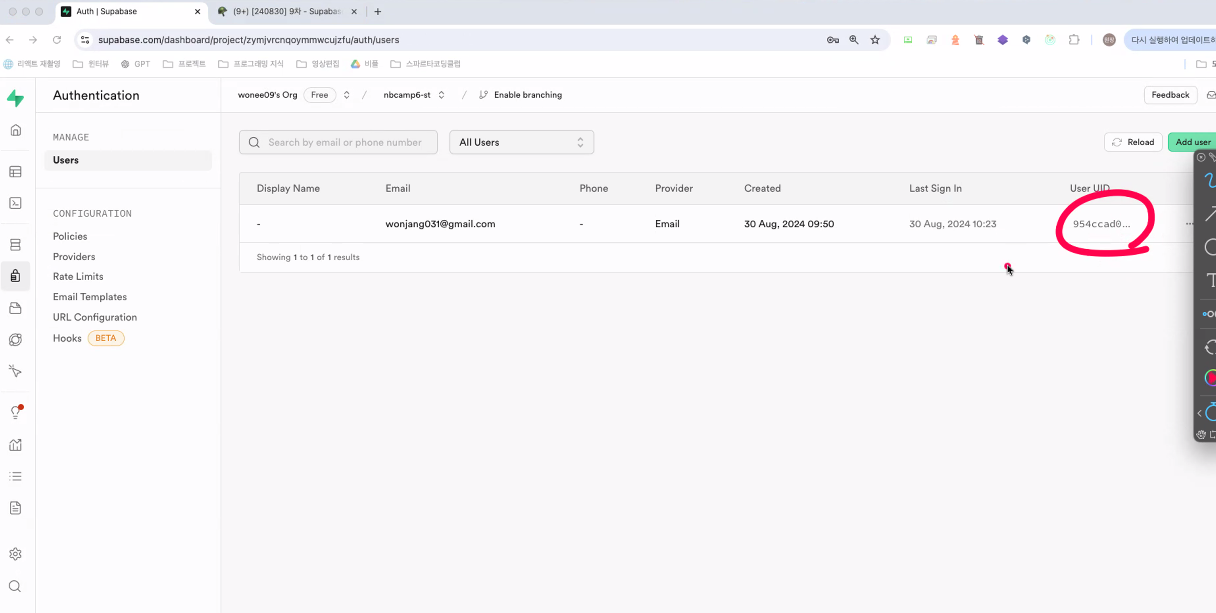 Auth | Supabase
(9+) [240830] 9차 - Supabas
supabase.com/dashboard/project/zymjvrcnqoymmwcujzfu/auth/users
다시 실행하여 업데이트하
리액트 재활영
윈터뷰
GPT
프로젝트
프로그래밍 지식
영상편집
비플
스파르타코딩클럽
Authentication
wonee09's Org
Free
/
nbcamp6-st
/
Enable branching
Feedback
MANAGE
Users
CONFIGURATION
Policies
Providers
Rate Limits
Email Templates
URL Configuration
Hooks BETA
Search by email or phone number
All Users
Reload
Add user
Display Name Email Phone Provider Created Last Sign In User UID
- wonjang031@gmail.com - Email 30 Aug, 2024 09:50 30 Aug, 2024 10:23 954ccad0...
Showing 1 to 1 of 1 results